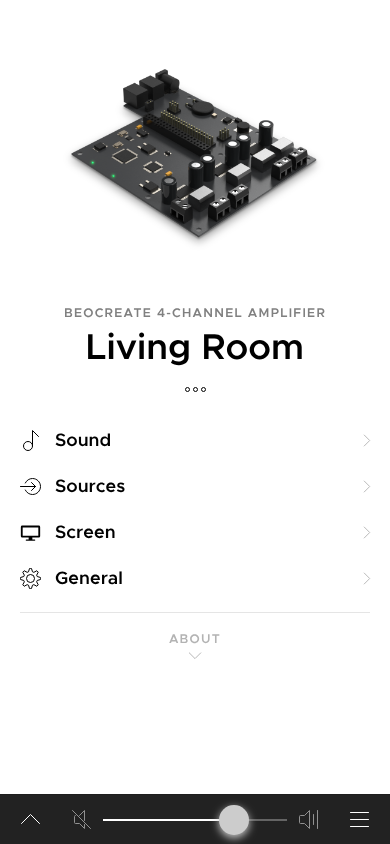 BEOCREATE 4-CHANNEL AMPLIFIER
Living Room
Sound
Sources
Screen
General
ABOUT